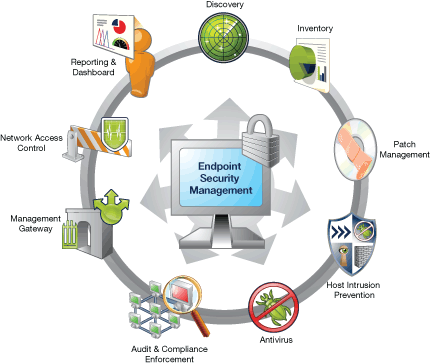 Discovery
Inventory
Reporting &
Dashboard
Network Access
Control
Endpoint
Security
Management
Patch
Management
Management
Gateway
Host Intrusion
Prevention
Audit & Compliance
Enforcement
Antivirus